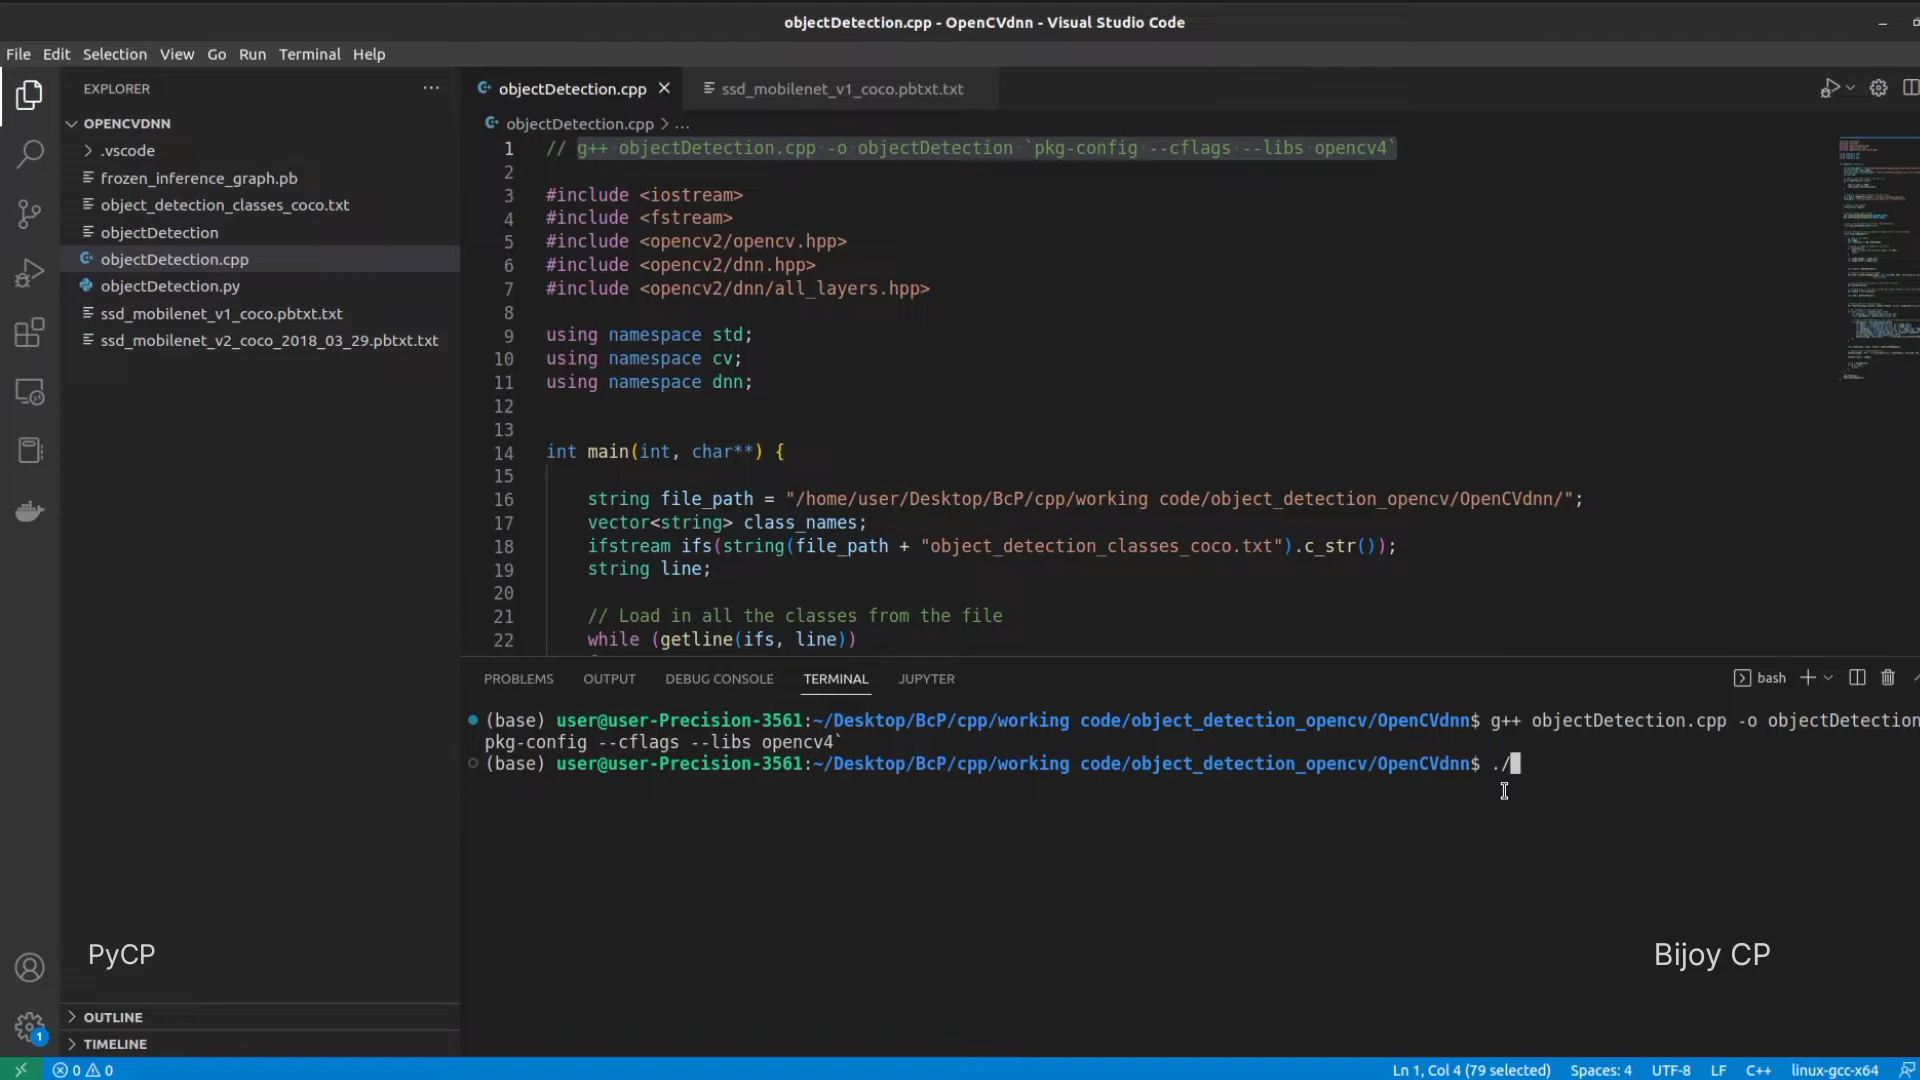 objectDetection.cpp - OpenCVdnn - Visual Studio Code
File Edit Selection View Go Run Terminal Help
EXPLORER
OPENCVDNN
.vscode
frozen_inference_graph.pb
object_detection_classes_coco.txt
objectDetection
objectDetection.cpp
objectDetection.py
ssd_mobilenet_v1_coco.pbtxt.txt
ssd_mobilenet_v2_coco_2018_03_29.pbtxt.txt
PyCP
OUTLINE
TIMELINE
objectDetection.cpp ssd_mobilenet_v1_coco.pbtxt.txt
objectDetection.cpp > ...
1 // g++ objectDetection.cpp -o objectDetection `pkg-config --cflags --libs opencv4`
2
3 #include <iostream>
4 #include <fstream>
5 #include <opencv2/opencv.hpp>
6 #include <opencv2/dnn.hpp>
7 #include <opencv2/dnn/all_layers.hpp>
8
9 using namespace std;
10 using namespace cv;
11 using namespace dnn;
12
13
14 int main(int, char**) {
15
16 string file_path = "/home/user/Desktop/BcP/cpp/working code/object_detection_opencv/OpenCVdnn/";
17 vector<string> class_names;
18 ifstream ifs(string(file_path + "object_detection_classes_coco.txt").c_str());
19 string line;
20
21 // Load in all the classes from the file
22 while (getline(ifs, line))
PROBLEMS OUTPUT DEBUG CONSOLE TERMINAL JUPYTER
bash
(base) user@user-Precision-3561:~/Desktop/BcP/cpp/working code/object_detection_opencv/OpenCVdnn$ g++ objectDetection.cpp -o objectDetection
pkg-config --cflags --libs opencv4`
(base) user@user-Precision-3561:~/Desktop/BcP/cpp/working code/object_detection_opencv/OpenCVdnn$ ./
Bijoy CP
1
0 0
Ln 1, Col 4 (79 selected) Spaces: 4 UTF-8 LF C++ linux-gcc-x64